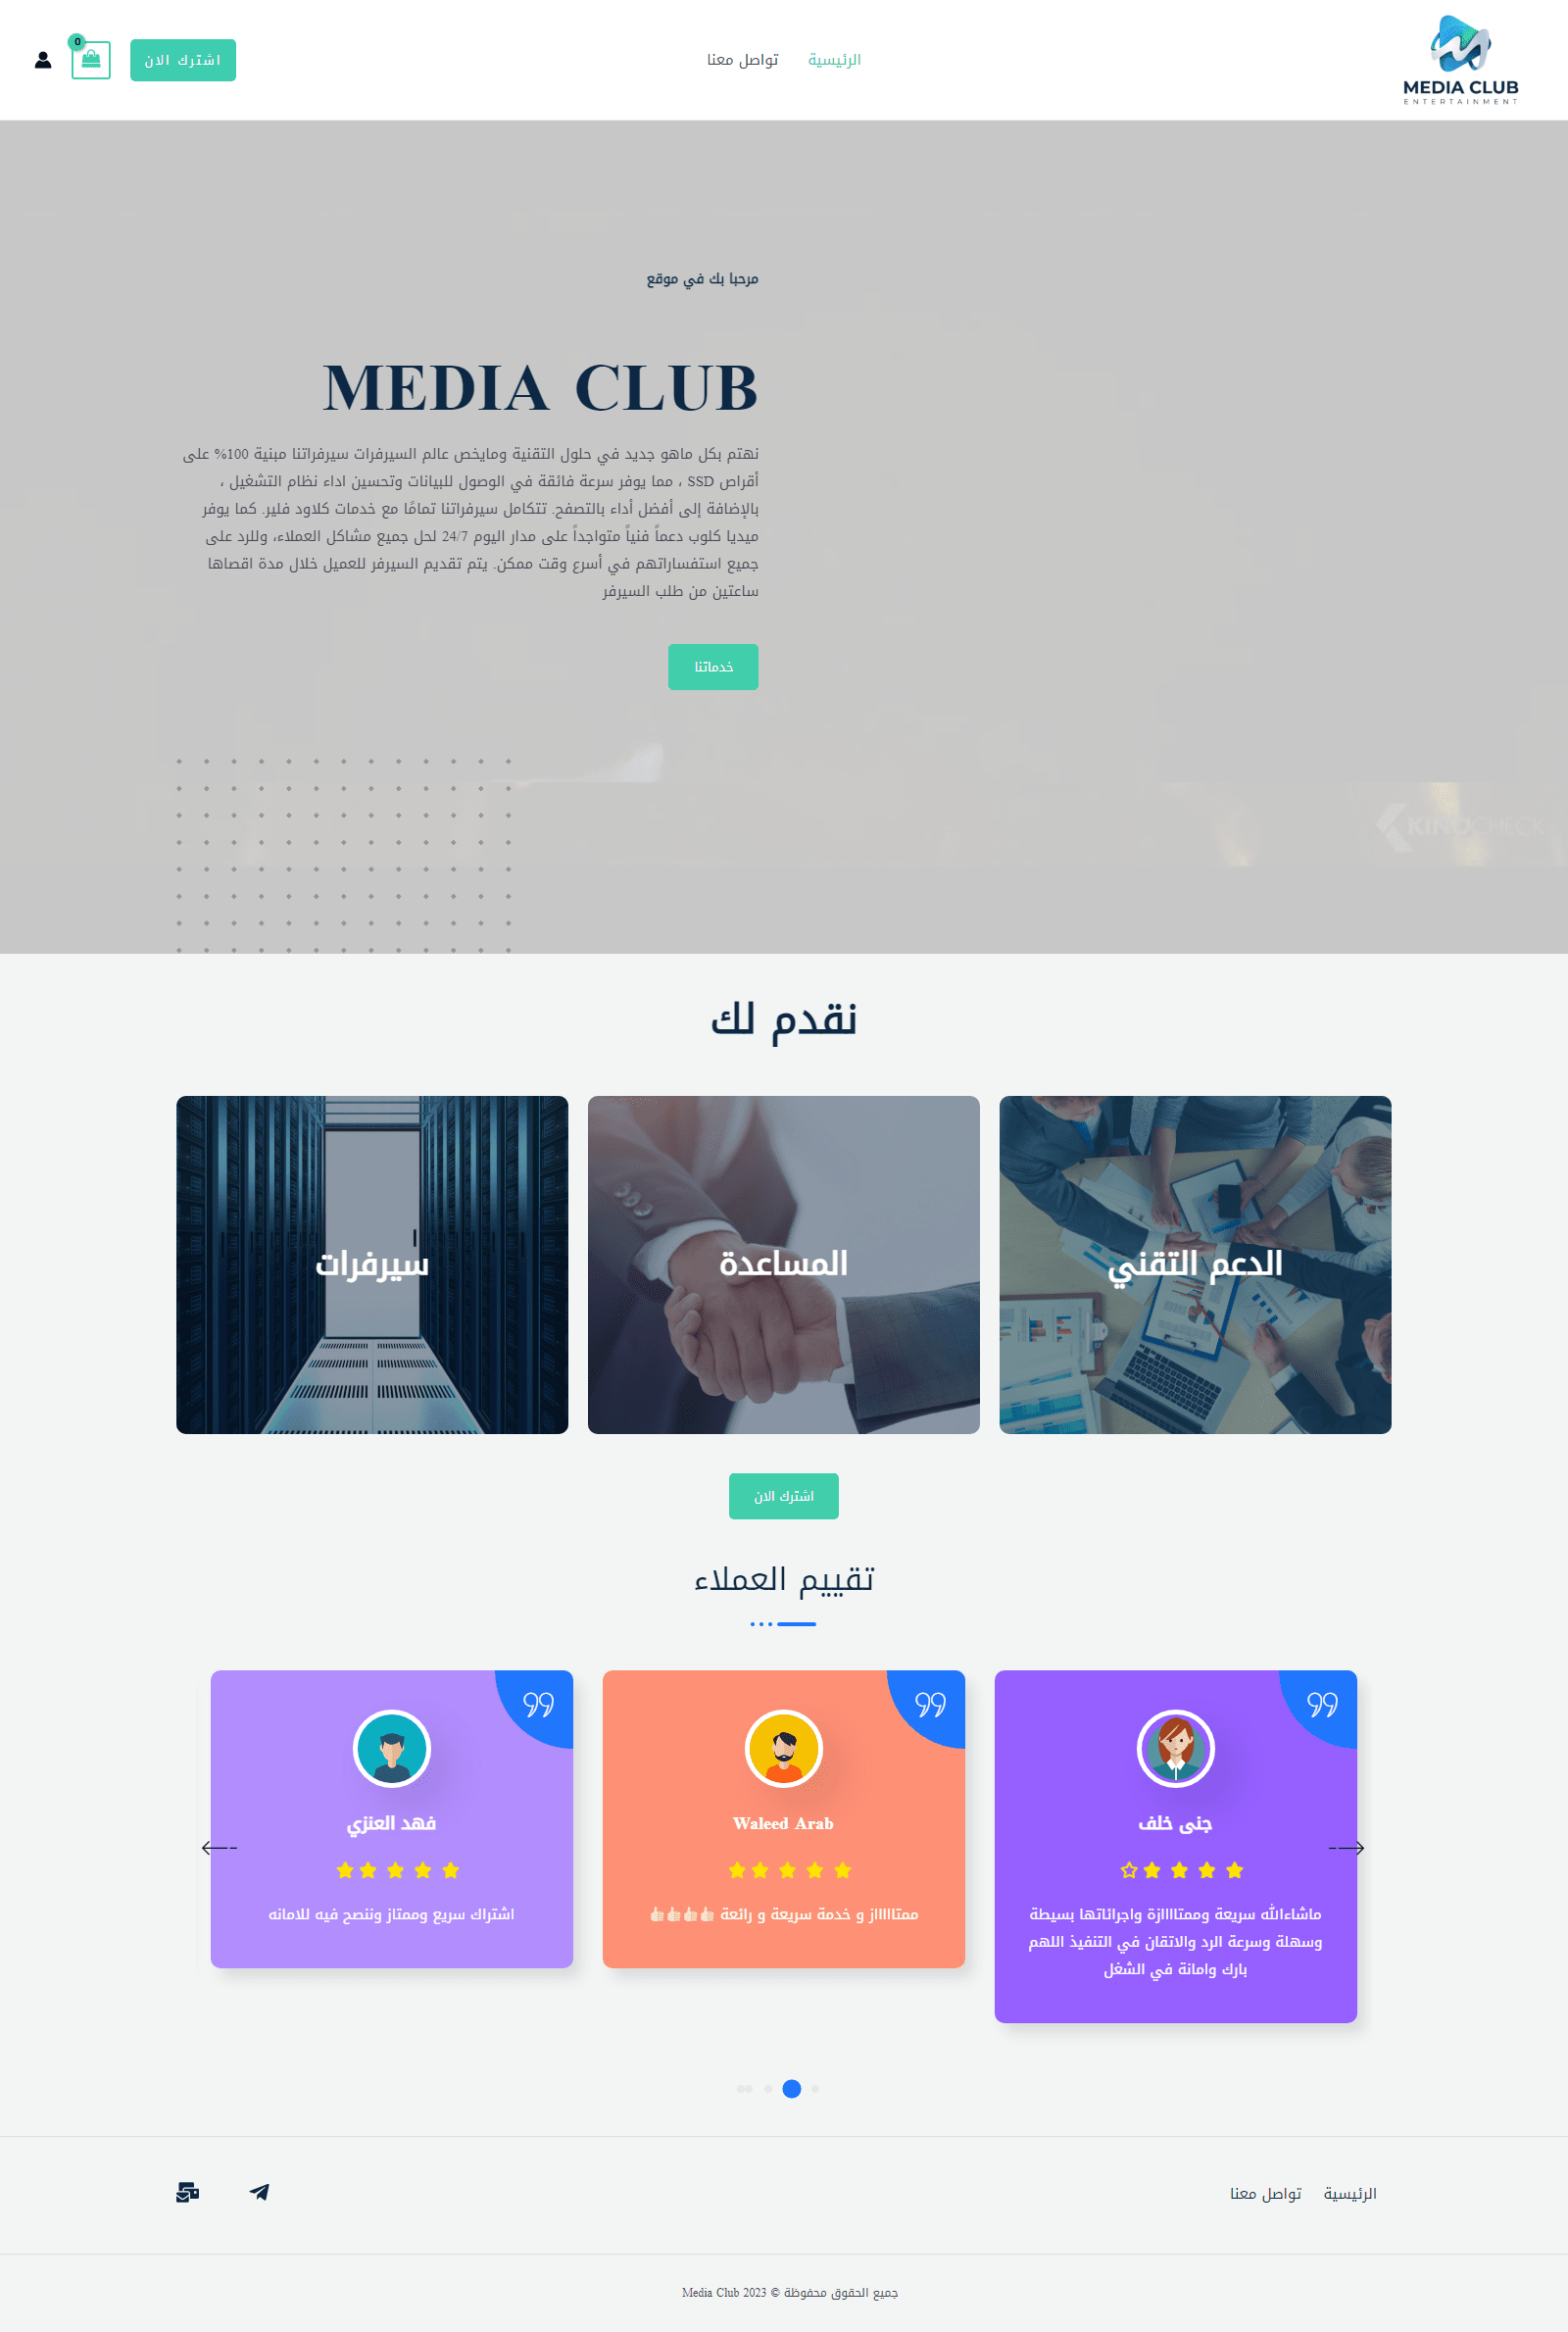 MEDIA CLUB
ENTERTAINMENT
الرئيسية
تواصل معنا
اشترك الان
0
مرحبا بك في موقع
MEDIA CLUB
نهتم بكل ماهو جديد في حلول التقنية ومايخص عالم السيرفرات سيرفراتنا مبنية 100% على
أقراص SSD ، مما يوفر سرعة فائقة في الوصول للبيانات وتحسين اداء نظام التشغيل ،
بالإضافة إلى أفضل أداء بالتصفح. تتكامل سيرفراتنا تمامًا مع خدمات كلاود فلير. كما يوفر
ميديا كلوب دعماً فنياً متواجداً على مدار اليوم 24/7 لحل جميع مشاكل العملاء، وللرد على
جميع استفساراتهم في أسرع وقت ممكن. يتم تقديم السيرفر للعميل خلال مدة اقصاها
ساعتين من طلب السيرفر
خدماتنا
KINOCHECK
نقدم لك
الدعم التقني
المساعدة
سيرفرات
اشترك الان
تقييم العملاء
جنى خلف
ماشاءالله سريعة وممتاااازة واجرائاتها بسيطة
وسهلة وسرعة الرد والاتقان في التنفيذ اللهم
بارك وامانة في الشغل
Waleed Arab
ممتااااااز و خدمة سريعة و رائعة 👍🏻👍🏻👍🏻👍🏻
فهد العنزي
اشتراك سريع وممتاز وننصح فيه للامانه
الرئيسية
تواصل معنا
جميع الحقوق محفوظة © 2023 Media Club